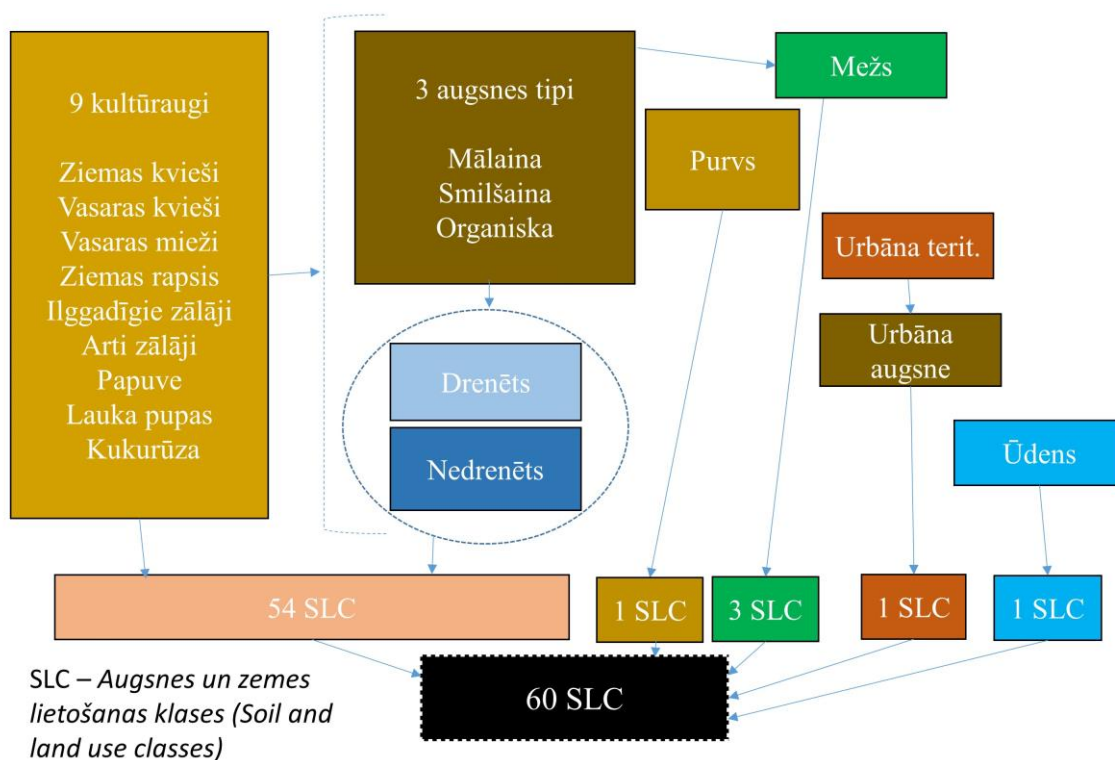 9 kultūraugi
Ziemas kvieši
Vasaras kvieši
Vasaras mieži
Ziemas rapsis
Ilggadīgie zālāji
Arti zālāji
Papuve
Lauka pupas
Kukurūza
3 augsnes tipi
Mālaina
Smilšaina
Organiska
Drenēts
Nedrenēts
Mežs
Purvs
Urbāna terit.
Urbāna
augsne
Ūdens
54 SLC
1 SLC
3 SLC
1 SLC
1 SLC
60 SLC
SLC – Augsnes un zemes
lietošanas klases (Soil and
land use classes)